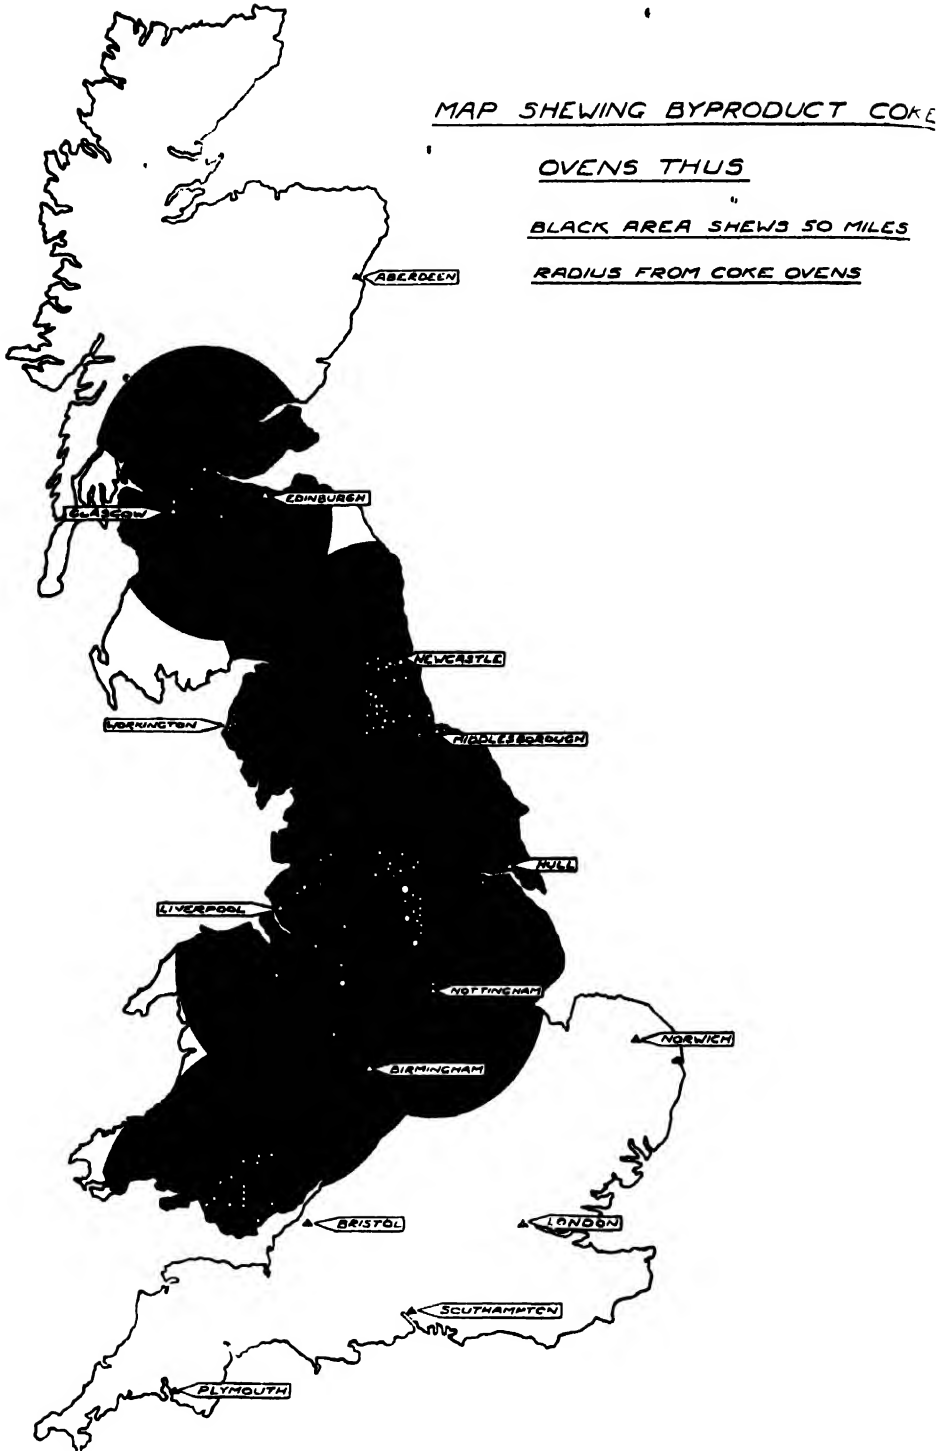 MAP SHEWING BYPRODUCT COKE
OVENS THUS
BLACK AREA SHEWS 50 MILES
RADIUS FROM COKE OVENS
ABERDEEN
EDINBURGH
GLASGOW
NEWCASTLE
WORKINGTON
MIDDLESBOROUGH
HULL
LIVERPOOL
NOTTINGHAM
NORWICH
BIRMINGHAM
BRISTOL
LONDON
SOUTHAMPTON
PLYMOUTH